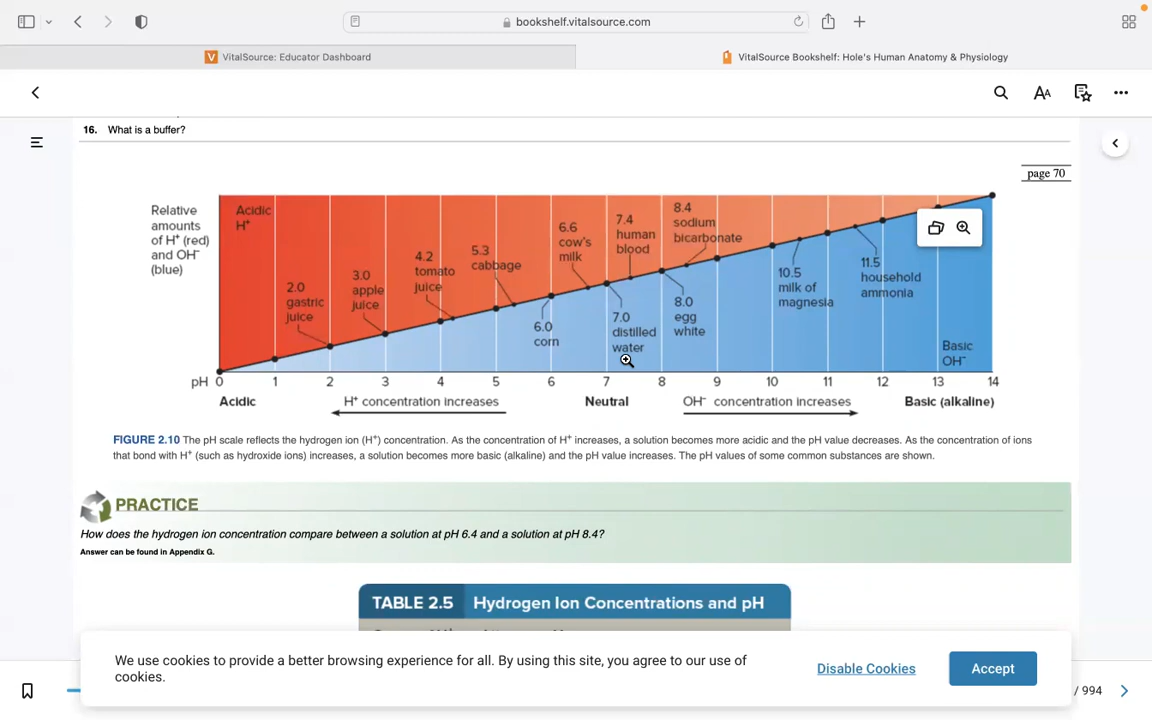 bookshelf.vitalsource.com
VitalSource: Educator Dashboard
VitalSource Bookshelf: Hole's Human Anatomy & Physiology
16. What is a buffer?
page 70
Relative
amounts
of H⁺ (red)
and OH⁻
(blue)
Acidic
H⁺
2.0
gastric
juice
3.0
apple
juice
4.2
tomato
juice
5.3
cabbage
6.0
corn
6.6
cow's
milk
7.0
distilled
water
7.4
human
blood
8.0
egg
white
8.4
sodium
bicarbonate
10.5
milk of
magnesia
11.5
household
ammonia
Basic
OH⁻
pH 0 1 2 3 4 5 6 7 8 9 10 11 12 13 14
Acidic H⁺ concentration increases Neutral OH⁻ concentration increases Basic (alkaline)
FIGURE 2.10 The pH scale reflects the hydrogen ion (H⁺) concentration. As the concentration of H⁺ increases, a solution becomes more acidic and the pH value decreases. As the concentration of ions
that bond with H⁺ (such as hydroxide ions) increases, a solution becomes more basic (alkaline) and the pH value increases. The pH values of some common substances are shown.
PRACTICE
How does the hydrogen ion concentration compare between a solution at pH 6.4 and a solution at pH 8.4?
Answer can be found in Appendix G.
TABLE 2.5 Hydrogen Ion Concentrations and pH
We use cookies to provide a better browsing experience for all. By using this site, you agree to our use of
cookies.
Disable Cookies
Accept
/ 994